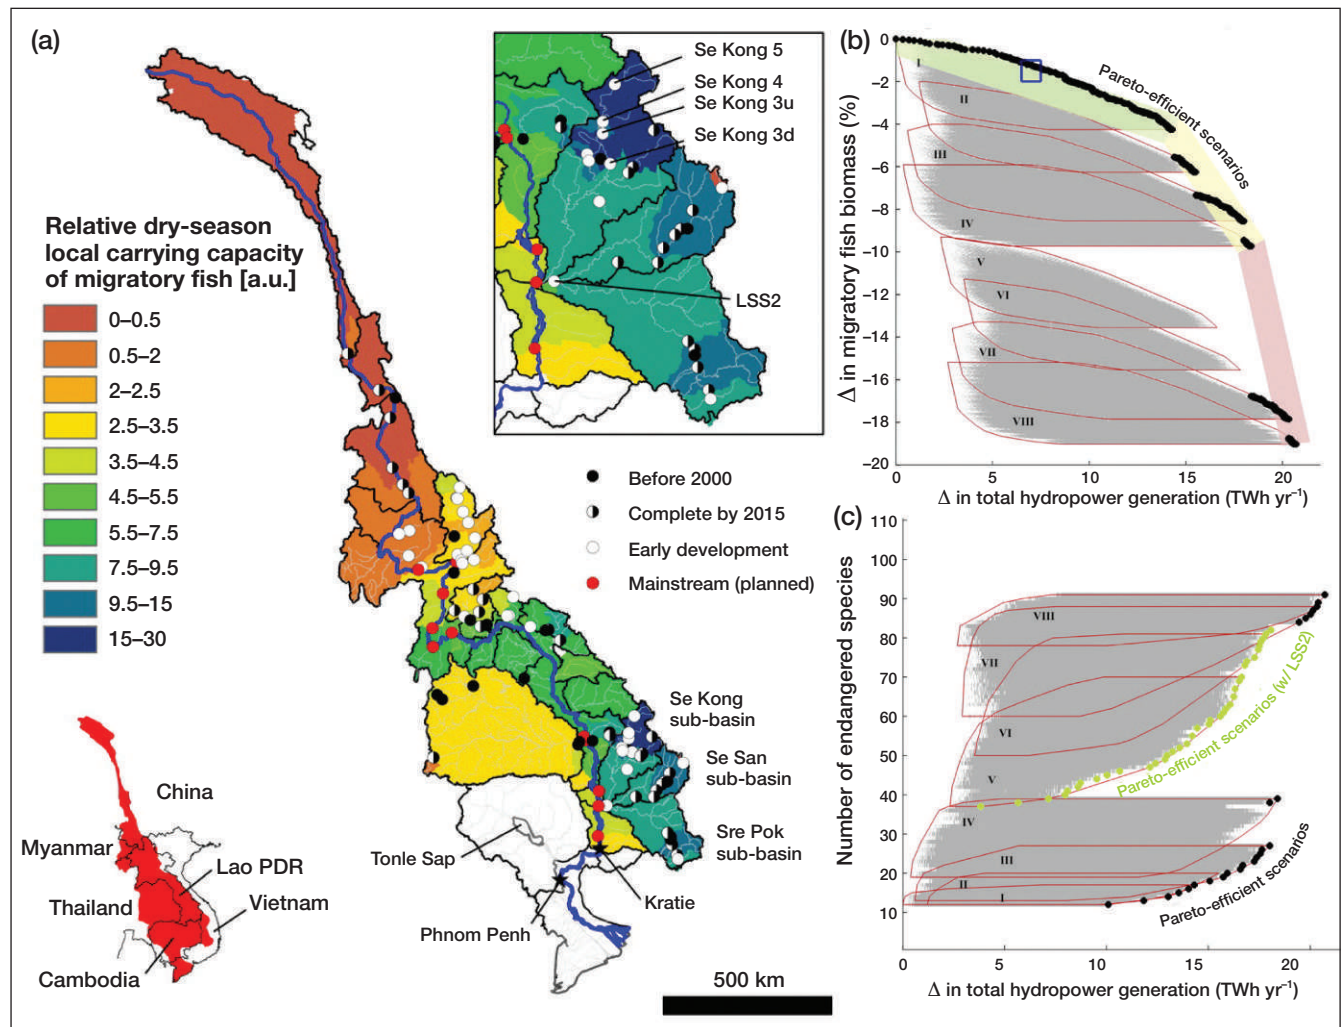 (a)
Se Kong 5
Se Kong 4
Se Kong 3u
Se Kong 3d
LSS2
Relative dry-season
local carrying capacity
of migratory fish [a.u.]
0–0.5
0.5–2
2–2.5
2.5–3.5
3.5–4.5
4.5–5.5
5.5–7.5
7.5–9.5
9.5–15
15–30
Before 2000
Complete by 2015
Early development
Mainstream (planned)
Se Kong
sub-basin
Se San
sub-basin
Sre Pok
sub-basin
Tonle Sap
Kratie
Phnom Penh
China
Myanmar
Lao PDR
Thailand
Vietnam
Cambodia
500 km
(b)
Δ in migratory fish biomass (%)
0
–2
–4
–6
–8
–10
–12
–14
–16
–18
–20
I
II
III
IV
V
VI
VII
VIII
Pareto-efficient scenarios
0
5
10
15
20
Δ in total hydropower generation (TWh yr⁻¹)
(c)
Number of endangered species
110
100
90
80
70
60
50
40
30
20
10
VIII
VII
VI
V
IV
III
II
I
Pareto-efficient scenarios (w/ LSS2)
Pareto-efficient scenarios
0
5
10
15
20
Δ in total hydropower generation (TWh yr⁻¹)